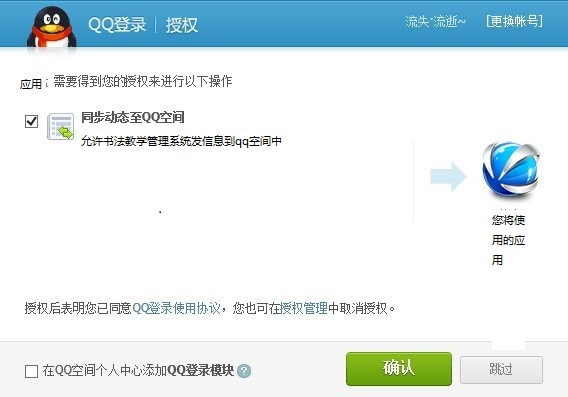 QQ登录 | 授权
流失~流逝~ [更换帐号]
应用： 需要得到您的授权来进行以下操作
同步动态至QQ空间
允许书法教学管理系统发信息到qq空间中
您将使
用的应
用
授权后表明您已同意QQ登录使用协议，您也可在授权管理中取消授权。
在QQ空间个人中心添加QQ登录模块 ?
确认
跳过